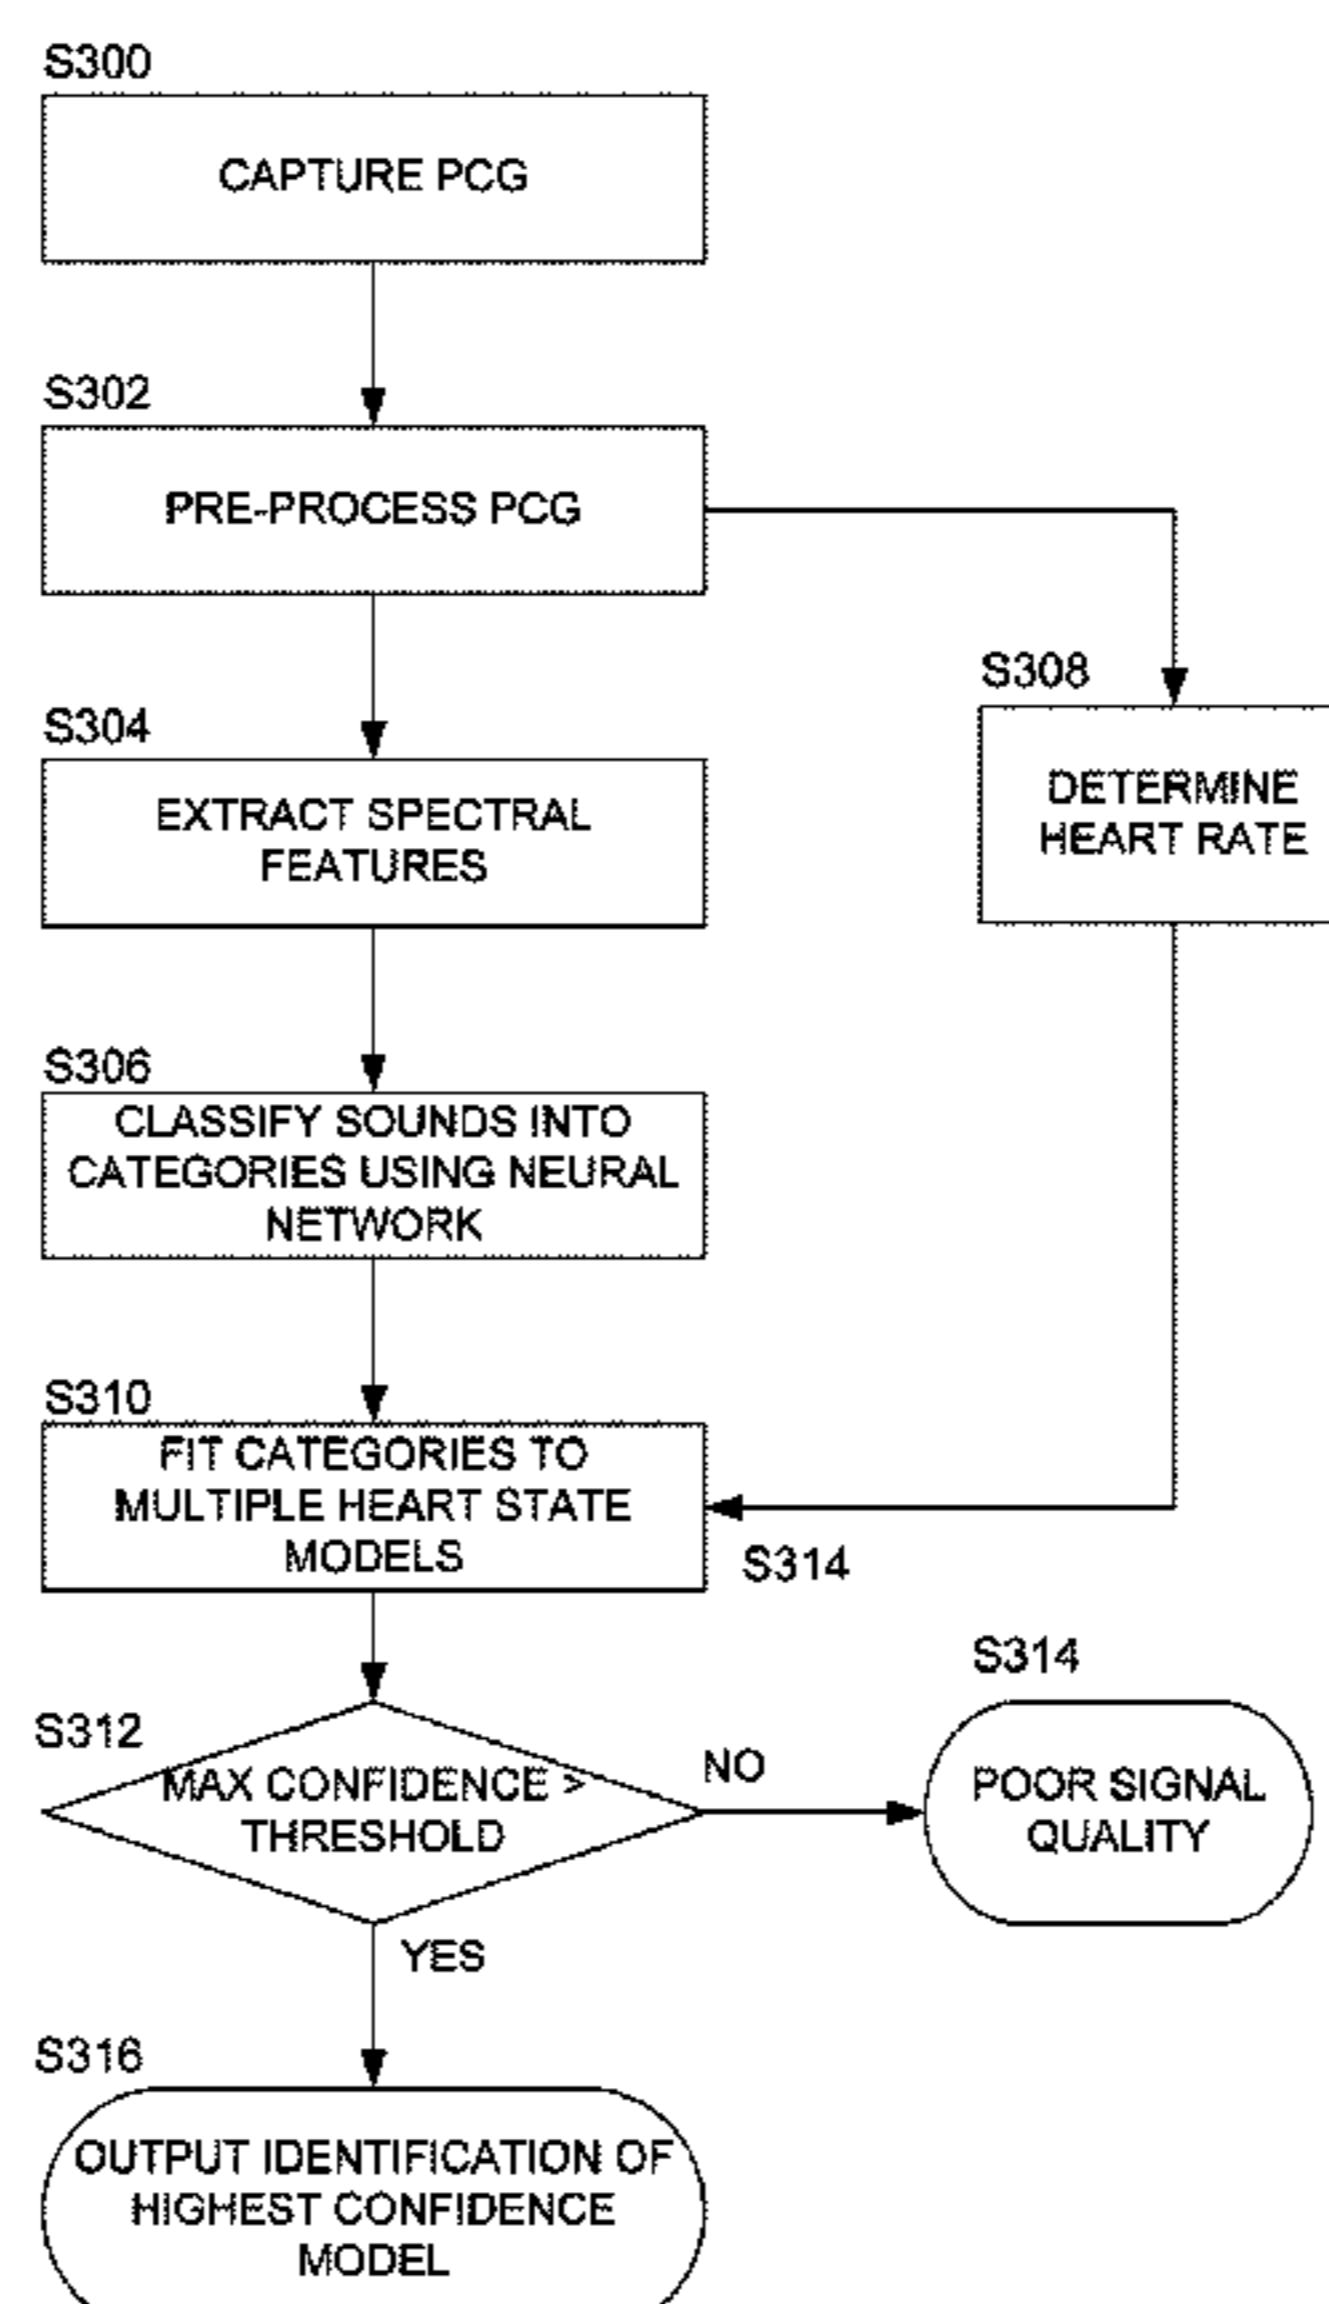 S300
CAPTURE PCG
S302
PRE-PROCESS PCG
S304
EXTRACT SPECTRAL
FEATURES
S308
DETERMINE
HEART RATE
S306
CLASSIFY SOUNDS INTO
CATEGORIES USING NEURAL
NETWORK
S310
FIT CATEGORIES TO
MULTIPLE HEART STATE
MODELS
S314
S312
MAX CONFIDENCE >
THRESHOLD
NO
S314
POOR SIGNAL
QUALITY
YES
S316
OUTPUT IDENTIFICATION OF
HIGHEST CONFIDENCE
MODEL